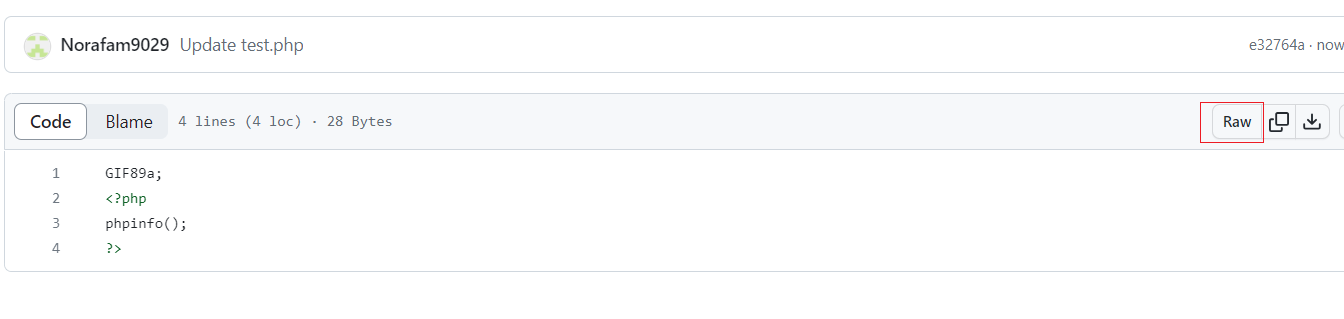 Norafam9029 Update test.php e32764a · now
Code Blame 4 lines (4 loc) · 28 Bytes Raw
1 GIF89a;
2 <?php
3 phpinfo();
4 ?>